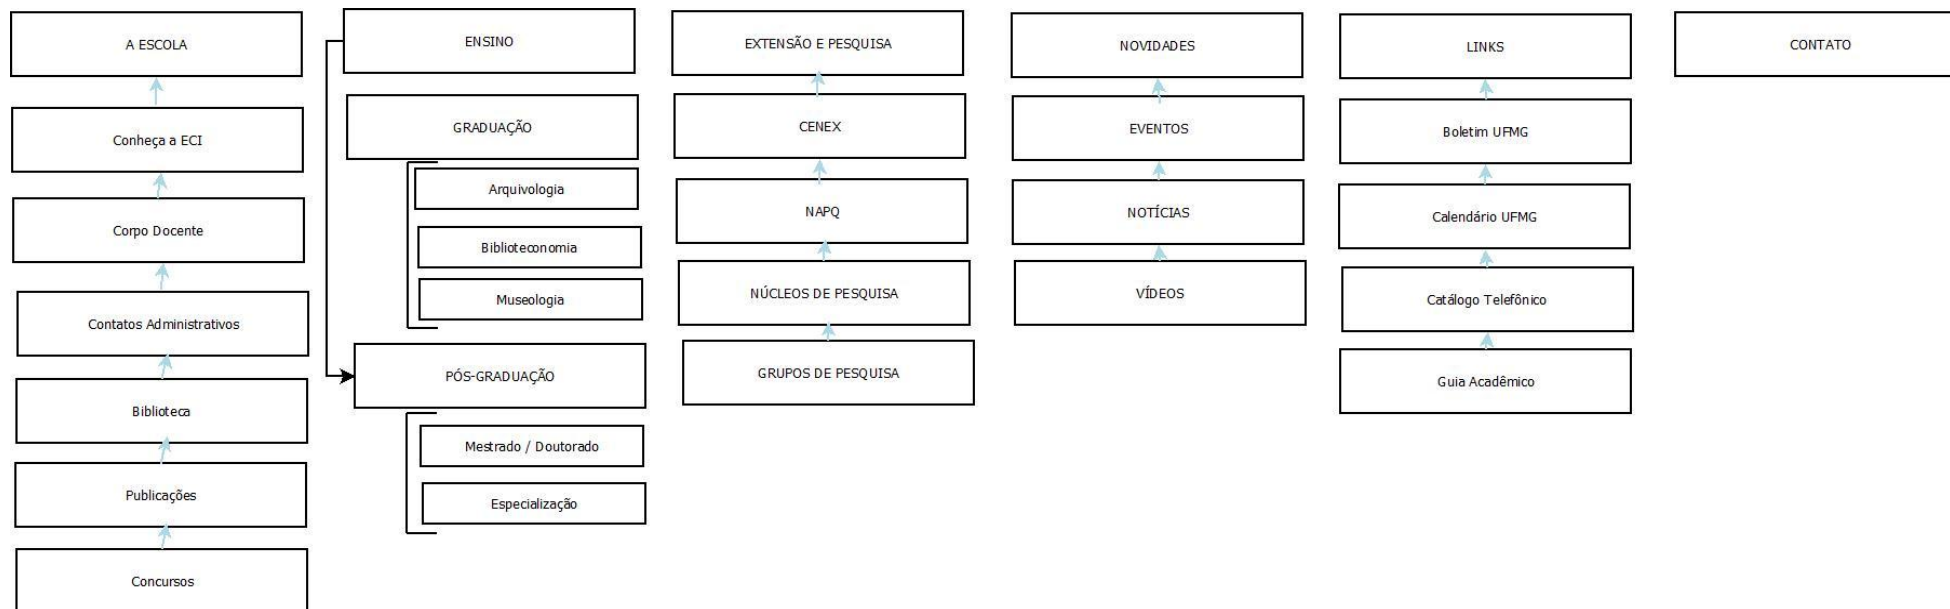 A ESCOLA
Conheça a ECI
Corpo Docente
Contatos Administrativos
Biblioteca
Publicações
Concursos
ENSINO
GRADUAÇÃO
Arquivologia
Biblioteconomia
Museologia
PÓS-GRADUAÇÃO
Mestrado / Doutorado
Especialização
EXTENSÃO E PESQUISA
CENEX
NAPQ
NÚCLEOS DE PESQUISA
GRUPOS DE PESQUISA
NOVIDADES
EVENTOS
NOTÍCIAS
VÍDEOS
LINKS
Boletim UFMG
Calendário UFMG
Catálogo Telefônico
Guia Acadêmico
CONTATO